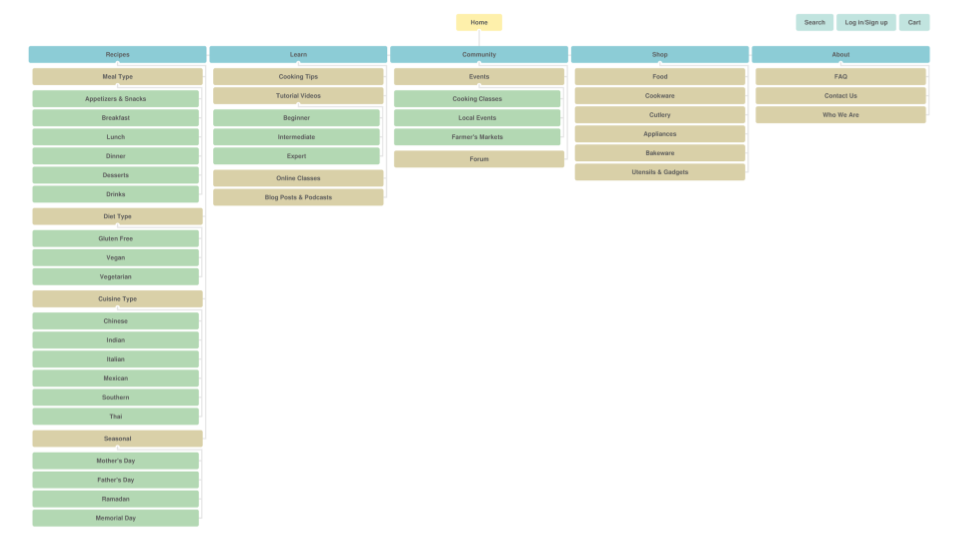 Home
Search
Log in/Sign up
Cart
Recipes
Learn
Community
Shop
About
Meal Type
Appetizers & Snacks
Breakfast
Lunch
Dinner
Desserts
Drinks
Diet Type
Gluten Free
Vegan
Vegetarian
Cuisine Type
Chinese
Indian
Italian
Mexican
Southern
Thai
Seasonal
Mother's Day
Father's Day
Ramadan
Memorial Day
Cooking Tips
Tutorial Videos
Beginner
Intermediate
Expert
Online Classes
Blog Posts & Podcasts
Events
Cooking Classes
Local Events
Farmer's Markets
Forum
Food
Cookware
Cutlery
Appliances
Bakeware
Utensils & Gadgets
FAQ
Contact Us
Who We Are